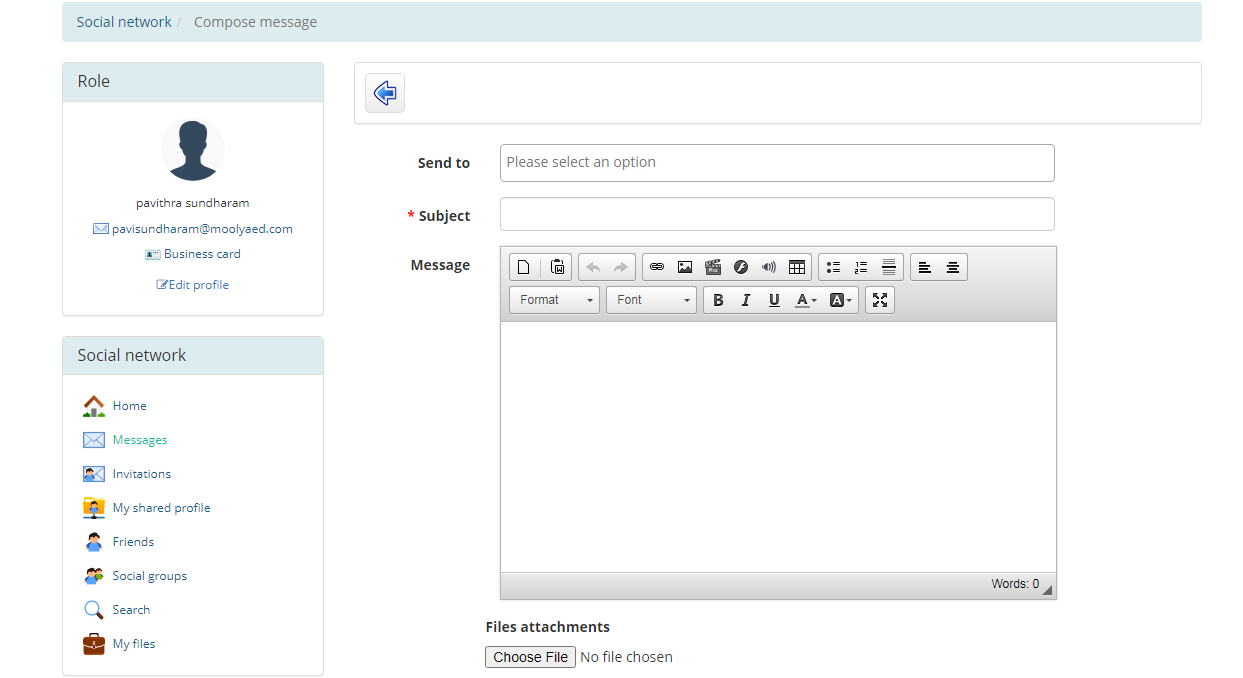 Social network / Compose message
Role
pavithra sundharam
pavisundharam@moolyaed.com
Business card
Edit profile
Social network
Home
Messages
Invitations
My shared profile
Friends
Social groups
Search
My files
Send to
Please select an option
* Subject
Message
Format
Font
B I U A A
Words: 0
Files attachments
Choose File No file chosen